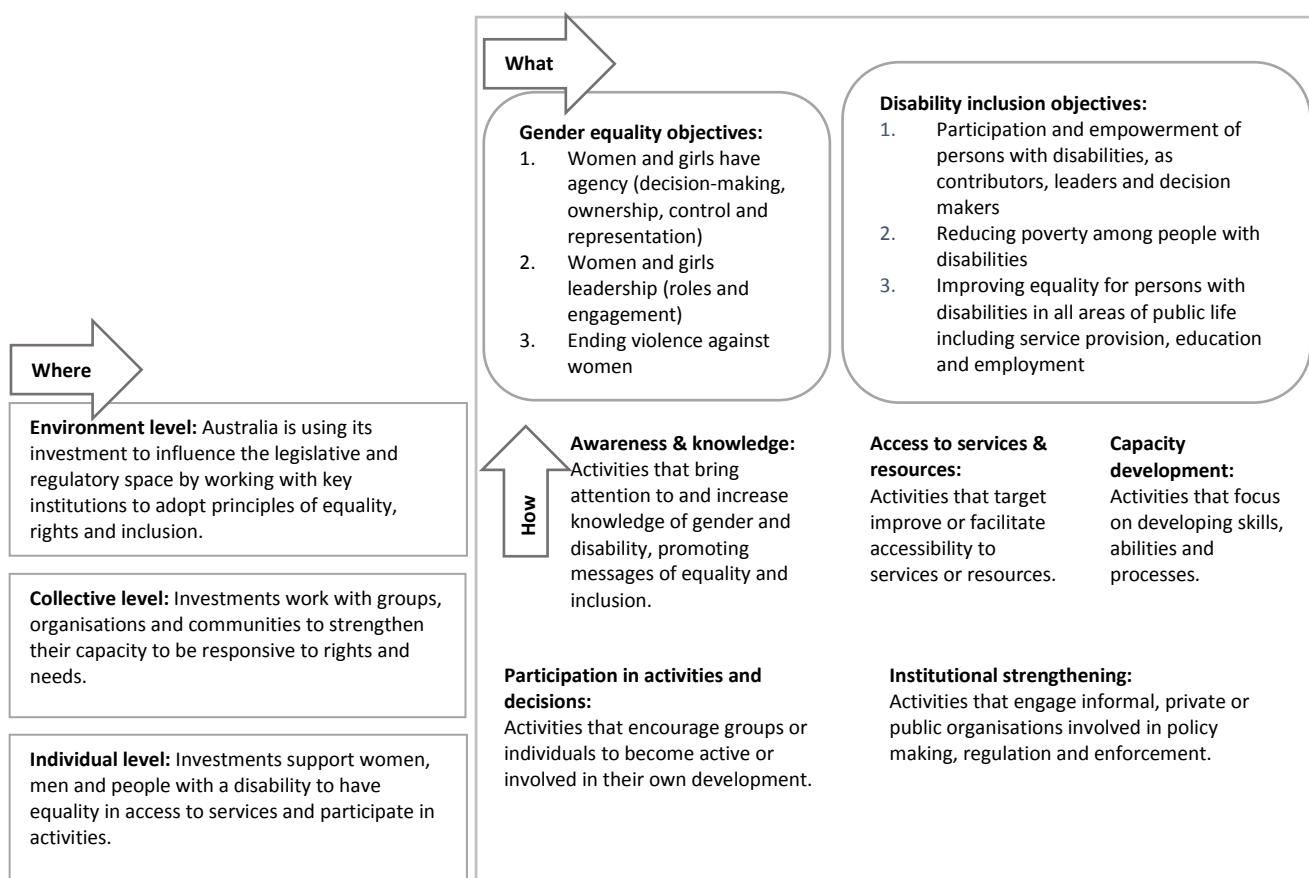 What
Gender equality objectives:
1. Women and girls have
agency (decision-making,
ownership, control and
representation)
2. Women and girls
leadership (roles and
engagement)
3. Ending violence against
women
Disability inclusion objectives:
1. Participation and empowerment of
persons with disabilities, as
contributors, leaders and decision
makers
2. Reducing poverty among people with
disabilities
3. Improving equality for persons with
disabilities in all areas of public life
including service provision, education
and employment
Where
Environment level: Australia is using its
investment to influence the legislative and
regulatory space by working with key
institutions to adopt principles of equality,
rights and inclusion.
Collective level: Investments work with groups,
organisations and communities to strengthen
their capacity to be responsive to rights and
needs.
Individual level: Investments support women,
men and people with a disability to have
equality in access to services and participate in
activities.
How
Awareness & knowledge:
Activities that bring
attention to and increase
knowledge of gender and
disability, promoting
messages of equality and
inclusion.
Access to services &
resources:
Activities that target
improve or facilitate
accessibility to
services or resources.
Capacity
development:
Activities that focus
on developing skills,
abilities and
processes.
Participation in activities and
decisions:
Activities that encourage groups or
individuals to become active or
involved in their own development.
Institutional strengthening:
Activities that engage informal, private or
public organisations involved in policy
making, regulation and enforcement.